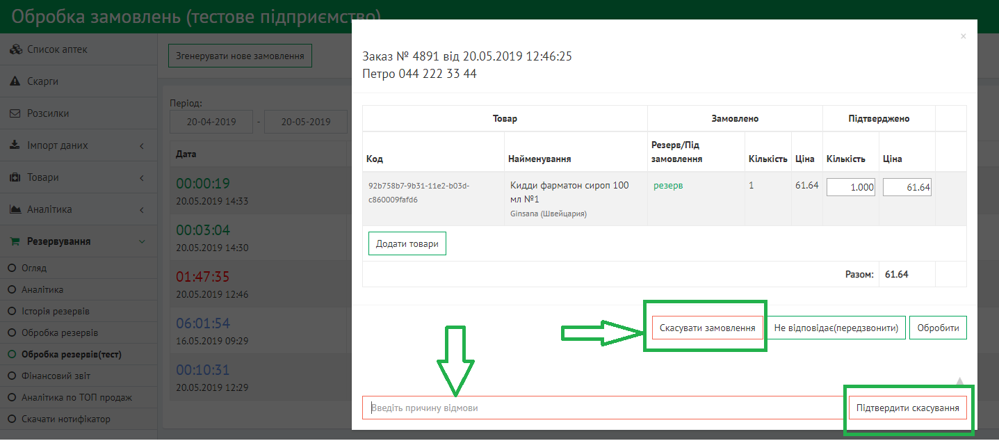 Обробка замовлень (тестове підприємство)
Список аптек
Скарги
Розсилки
Імпорт даних
Товари
Аналітика
Резервування
Огляд
Аналітика
Історія резервів
Обробка резервів
Обробка резервів(тест)
Фінансовий звіт
Аналітика по ТОП продаж
Скачати нотифікатор
Згенерувати нове замовлення
Період:
20-04-2019 - 20-05-2019
Дата
00:00:19
20.05.2019 14:33
00:03:04
20.05.2019 14:30
01:47:35
20.05.2019 12:46
06:01:54
16.05.2019 09:29
00:10:31
20.05.2019 12:29
×
Заказ № 4891 від 20.05.2019 12:46:25
Петро 044 222 33 44
Товар Замовлено Підтверджено
Резерв/Під
Код Найменування замовлення Кількість Ціна Кількість Ціна
92b758b7-9b31-11e2-b03d- Кидди фарматон сироп 100 резерв 1 61.64 1.000 61.64
c860009fafd6 мл №1
Ginsana (Швейцария)
Додати товари
Разом: 61.64
Скасувати замовлення Не відповідає(передзвонити) Обробити
Введіть причину відмови Підтвердити скасування